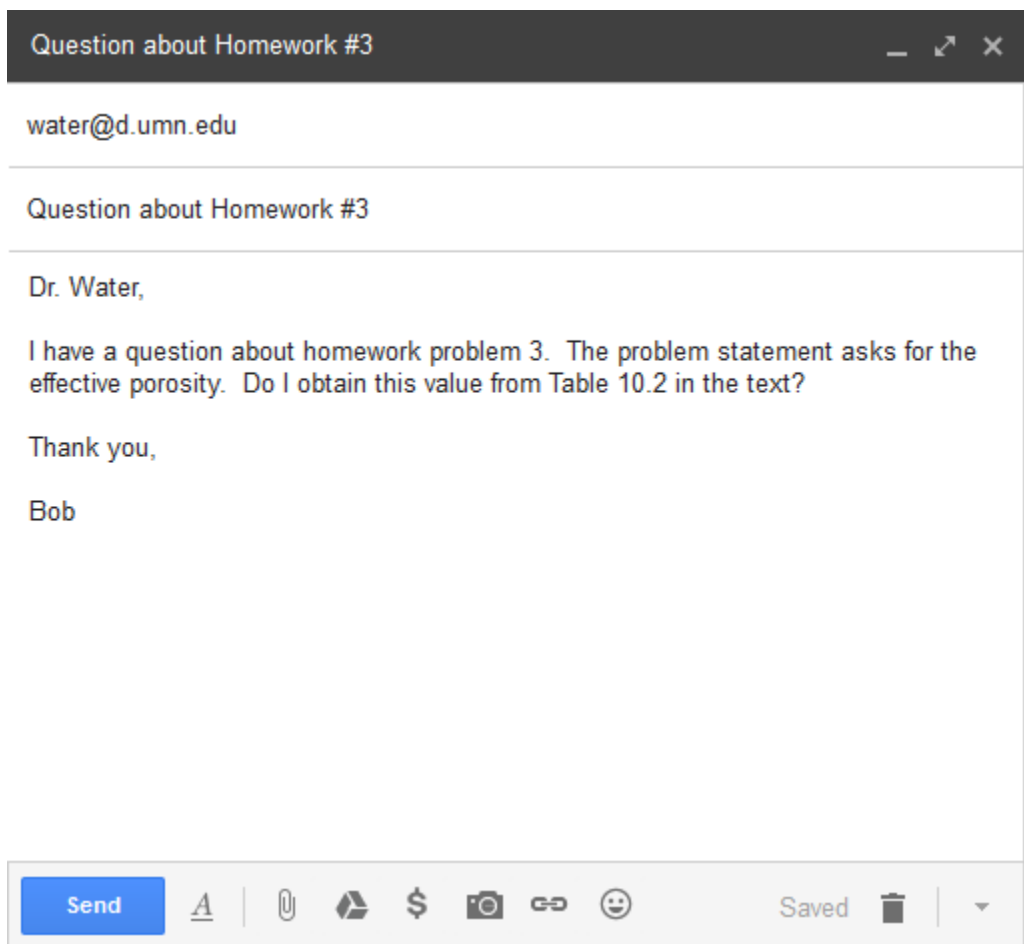 Question about Homework #3
water@d.umn.edu
Question about Homework #3
Dr. Water,
I have a question about homework problem 3.  The problem statement asks for the
effective porosity.  Do I obtain this value from Table 10.2 in the text?
Thank you,
Bob
Send A $ Saved